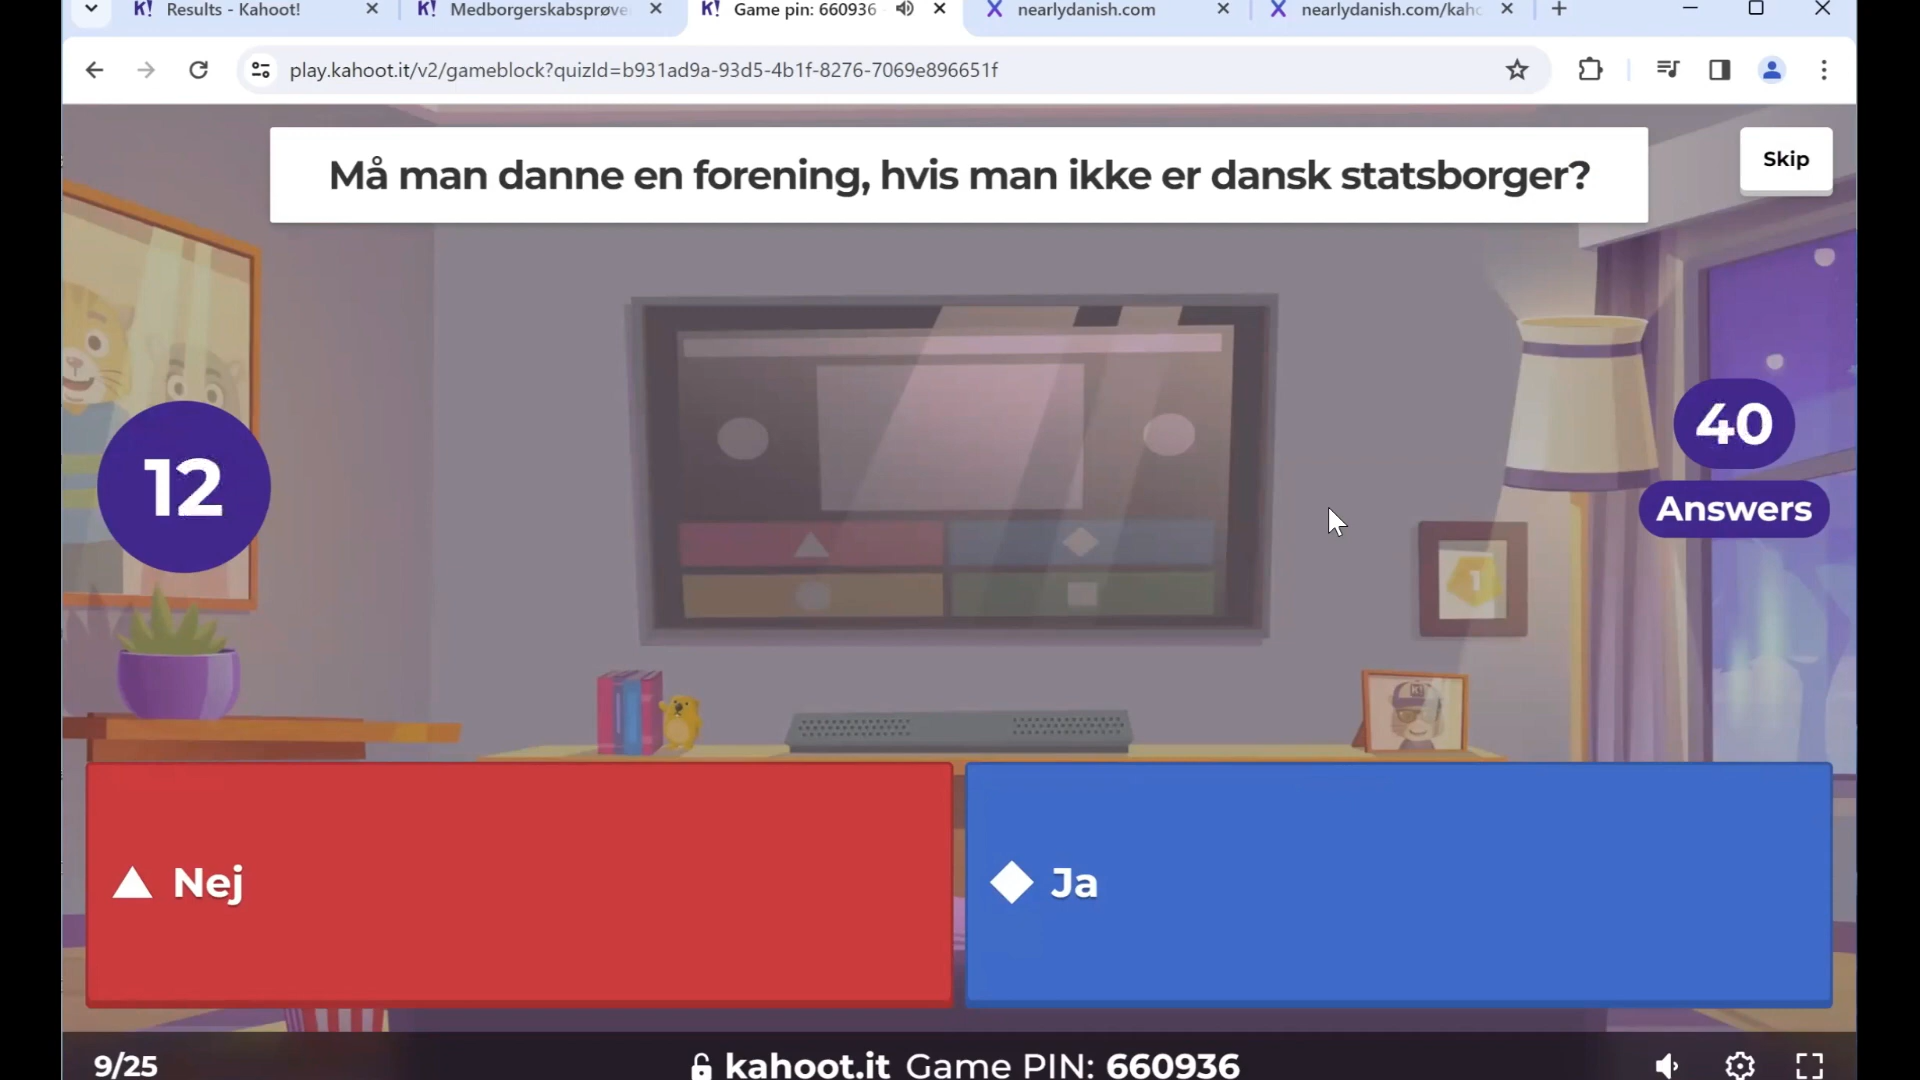 Results - Kahoot!
Medborgerskabsprøve
Game pin: 660936
nearlydanish.com
nearlydanish.com/kaho
play.kahoot.it/v2/gameblock?quizId=b931ad9a-93d5-4b1f-8276-7069e896651f
Må man danne en forening, hvis man ikke er dansk statsborger?
Skip
12
40
Answers
1
Nej
Ja
9/25
kahoot.it Game PIN: 660936